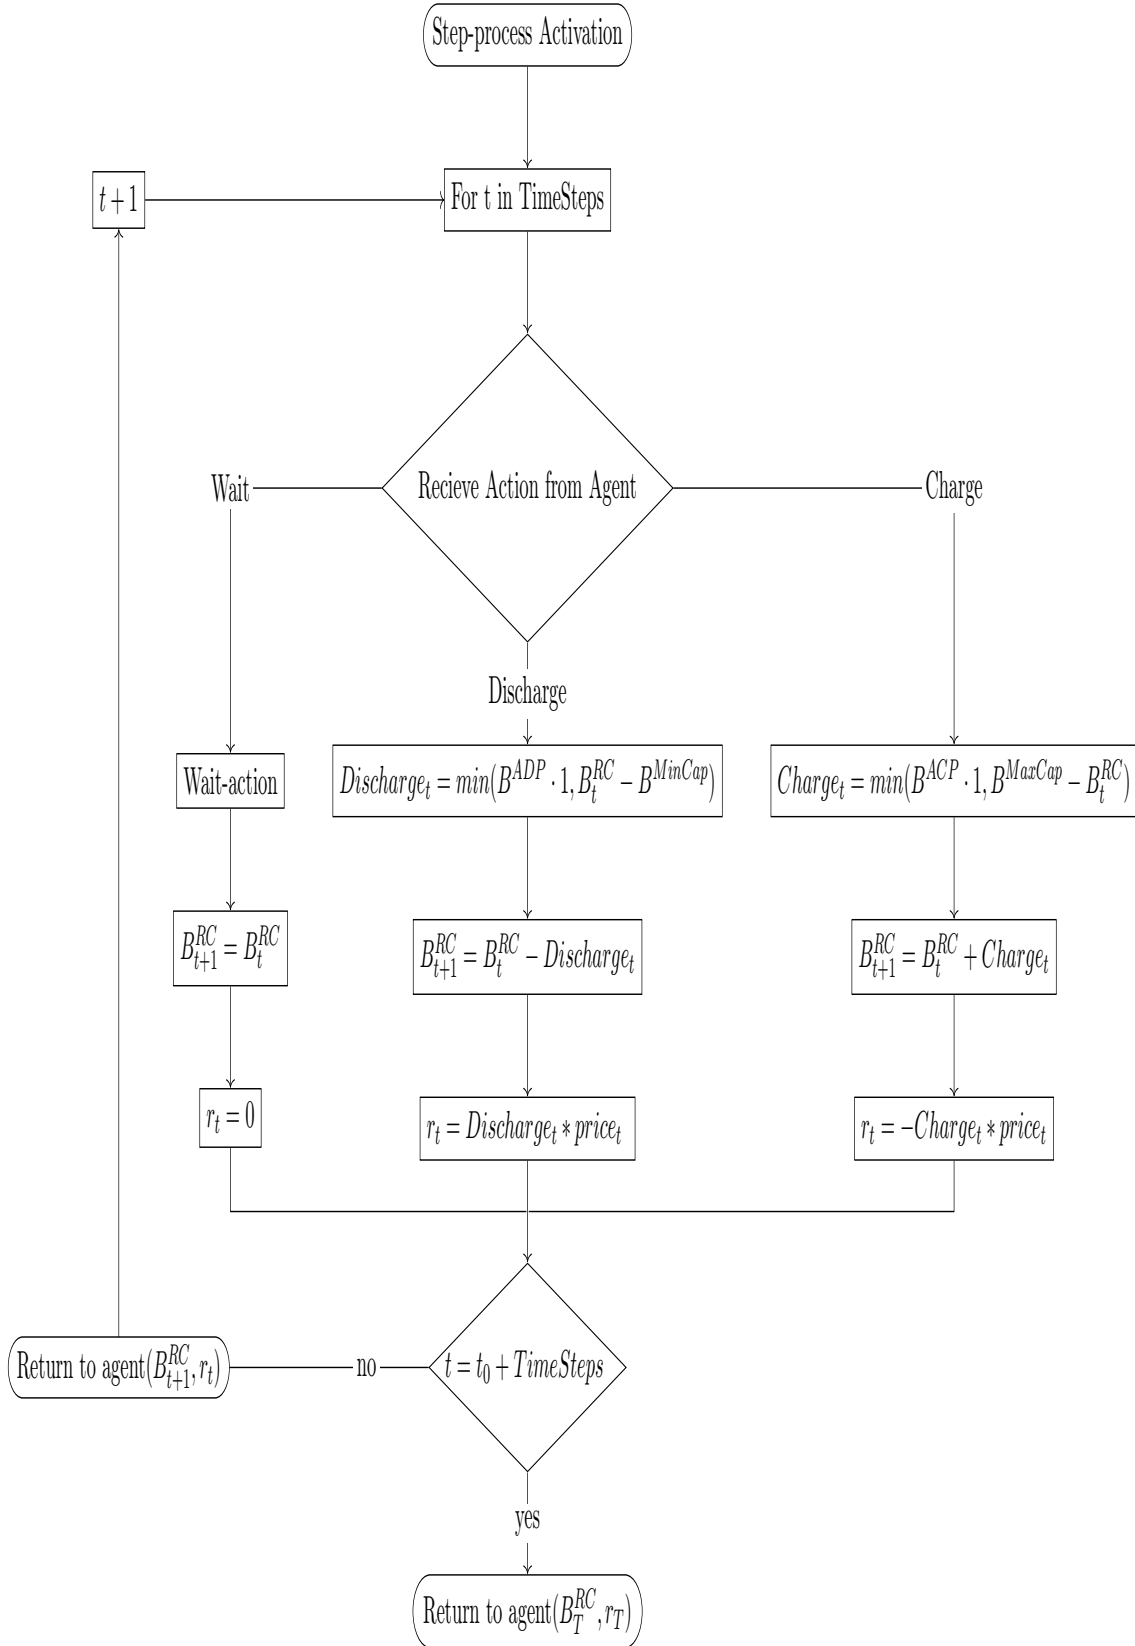 Step-process Activation
t + 1
For t in TimeSteps
Wait
Recieve Action from Agent
Charge
Discharge
Wait-action
$Discharge_t = min(B^{ADP} \cdot 1, B_t^{RC} - B^{MinCap})$
$Charge_t = min(B^{ACP} \cdot 1, B^{MaxCap} - B_t^{RC})$
$B_{t+1}^{RC} = B_t^{RC}$
$B_{t+1}^{RC} = B_t^{RC} - Discharge_t$
$B_{t+1}^{RC} = B_t^{RC} + Charge_t$
$r_t = 0$
$r_t = Discharge_t * price_t$
$r_t = -Charge_t * price_t$
Return to agent$(B_{t+1}^{RC}, r_t)$
no
$t = t_0 + TimeSteps$
yes
Return to agent$(B_T^{RC}, r_T)$